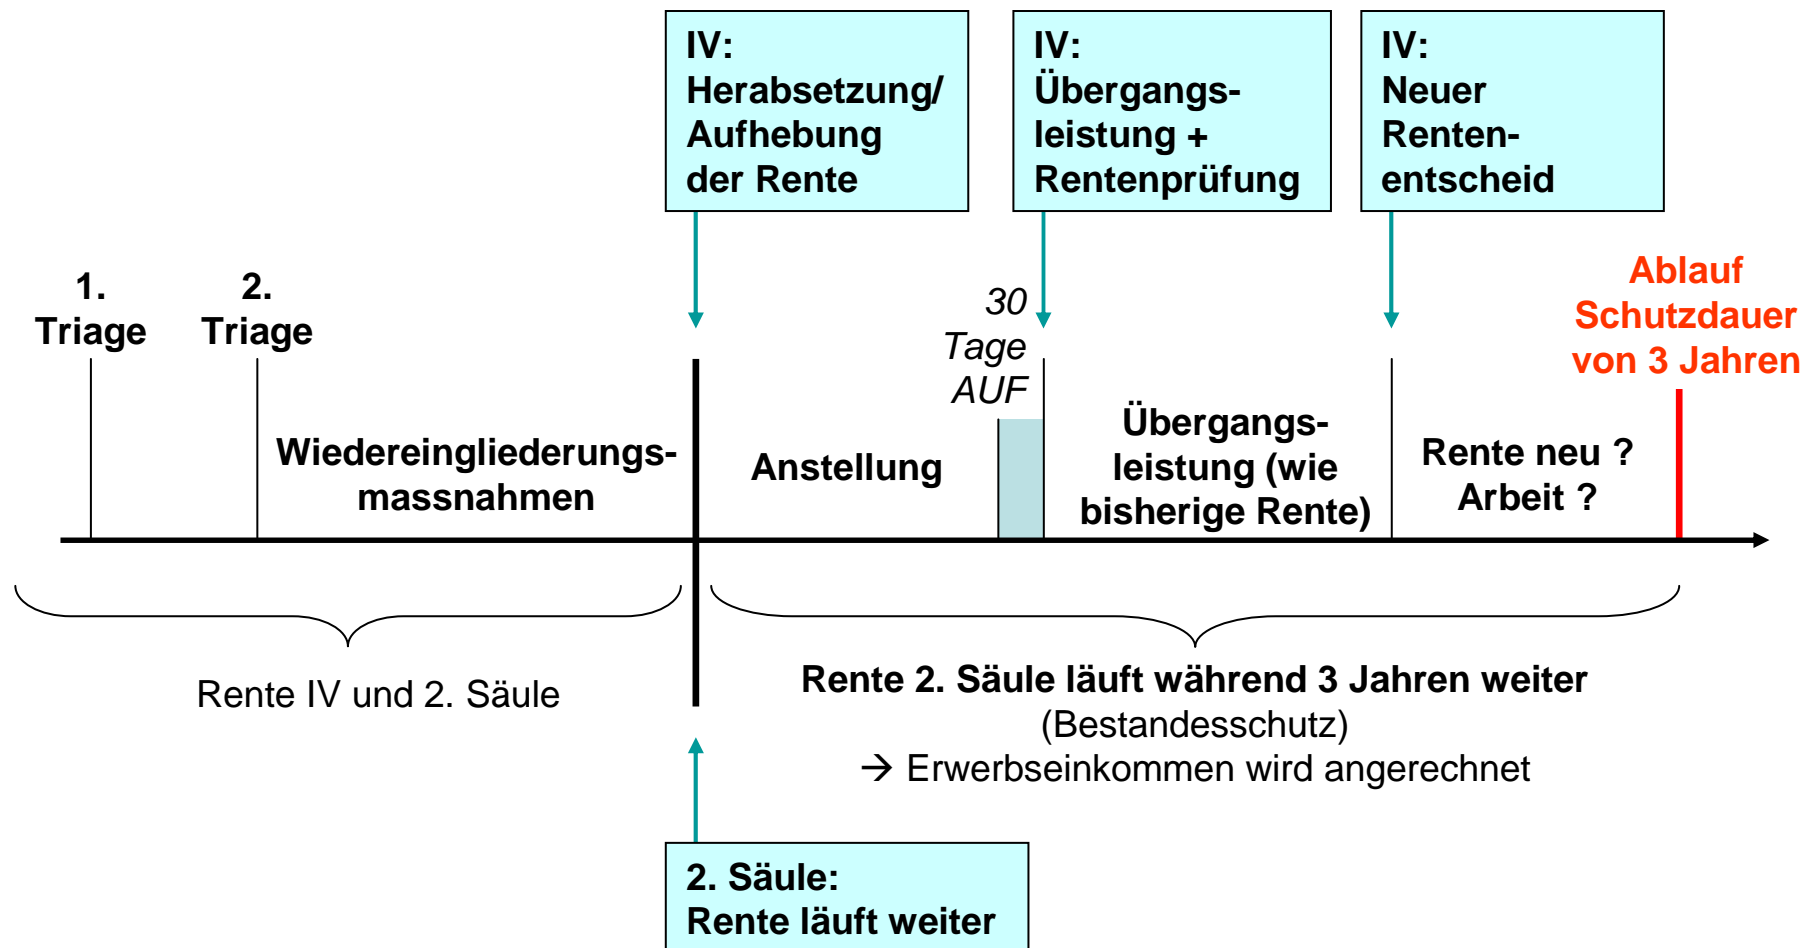 IV:
Herabsetzung/
Aufhebung
der Rente
IV:
Übergangs-
leistung +
Rentenprüfung
IV:
Neuer
Renten-
entscheid
1.
Triage
2.
Triage
30
Tage
AUF
Ablauf
Schutzdauer
von 3 Jahren
Wiedereingliederungs-
massnahmen
Anstellung
Übergangs-
leistung (wie
bisherige Rente)
Rente neu ?
Arbeit ?
Rente IV und 2. Säule
Rente 2. Säule läuft während 3 Jahren weiter
(Bestandesschutz)
→ Erwerbseinkommen wird angerechnet
2. Säule:
Rente läuft weiter